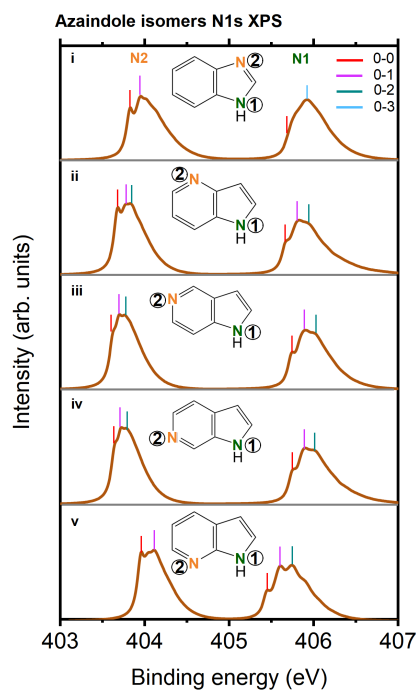 Azaindole isomers N1s XPS
i
N2
N1
0-0
0-1
0-2
0-3
N ②
N ①
H
ii
② N
N ①
H
iii
② N
N ①
H
iv
② N
N ①
H
v
② N
N ①
H
Intensity (arb. units)
403 404 405 406 407
Binding energy (eV)